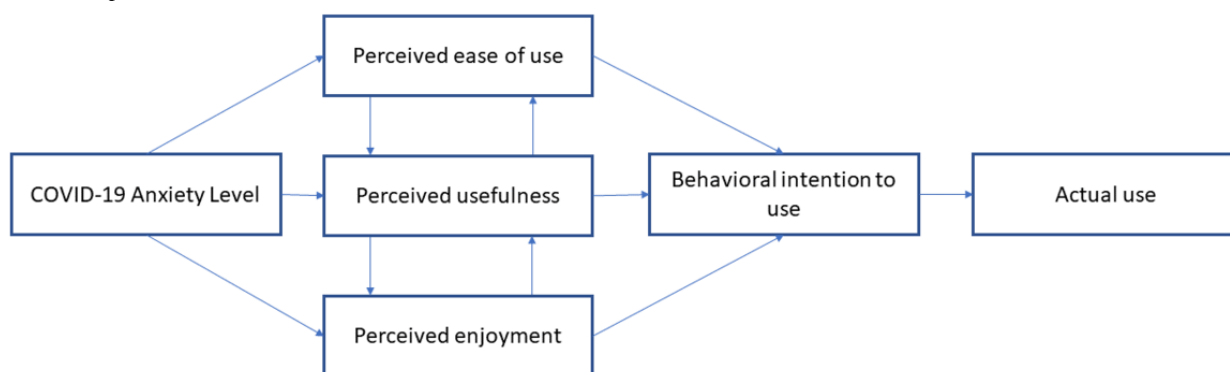 Perceived ease of use
COVID-19 Anxiety Level
Perceived usefulness
Behavioral intention to
use
Actual use
Perceived enjoyment